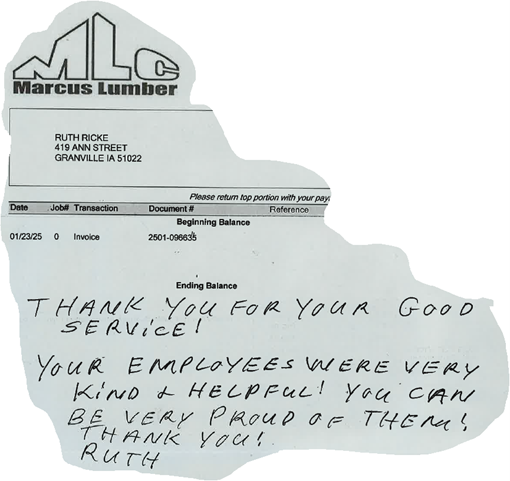 MLC
Marcus Lumber
RUTH RICKE
419 ANN STREET
GRANVILLE IA 51022
Please return top portion with your pay
Date Job# Transaction Document # Reference
Beginning Balance
01/23/25 0 Invoice 2501-096635
Ending Balance
THANK YOU FOR YOUR GOOD
SERVICE!
YOUR EMPLOYEES WERE VERY
KIND & HELPFUL! YOU CAN
BE VERY PROUD OF THEM!
THANK YOU!
RUTH